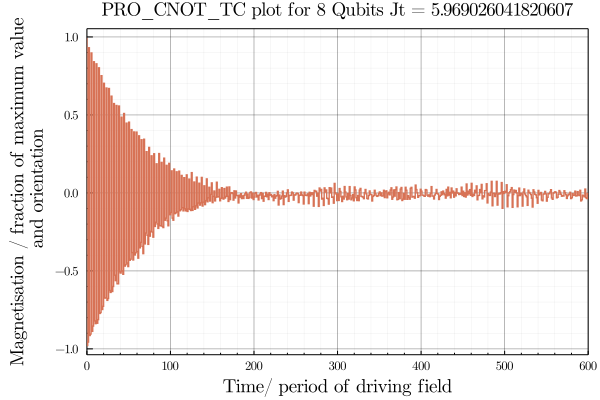 PRO_CNOT_TC plot for 8 Qubits Jt = 5.969026041820607
Magnetisation / fraction of maximum value
and orientation
1.0
0.5
0.0
−0.5
−1.0
0 100 200 300 400 500 600
Time/ period of driving field